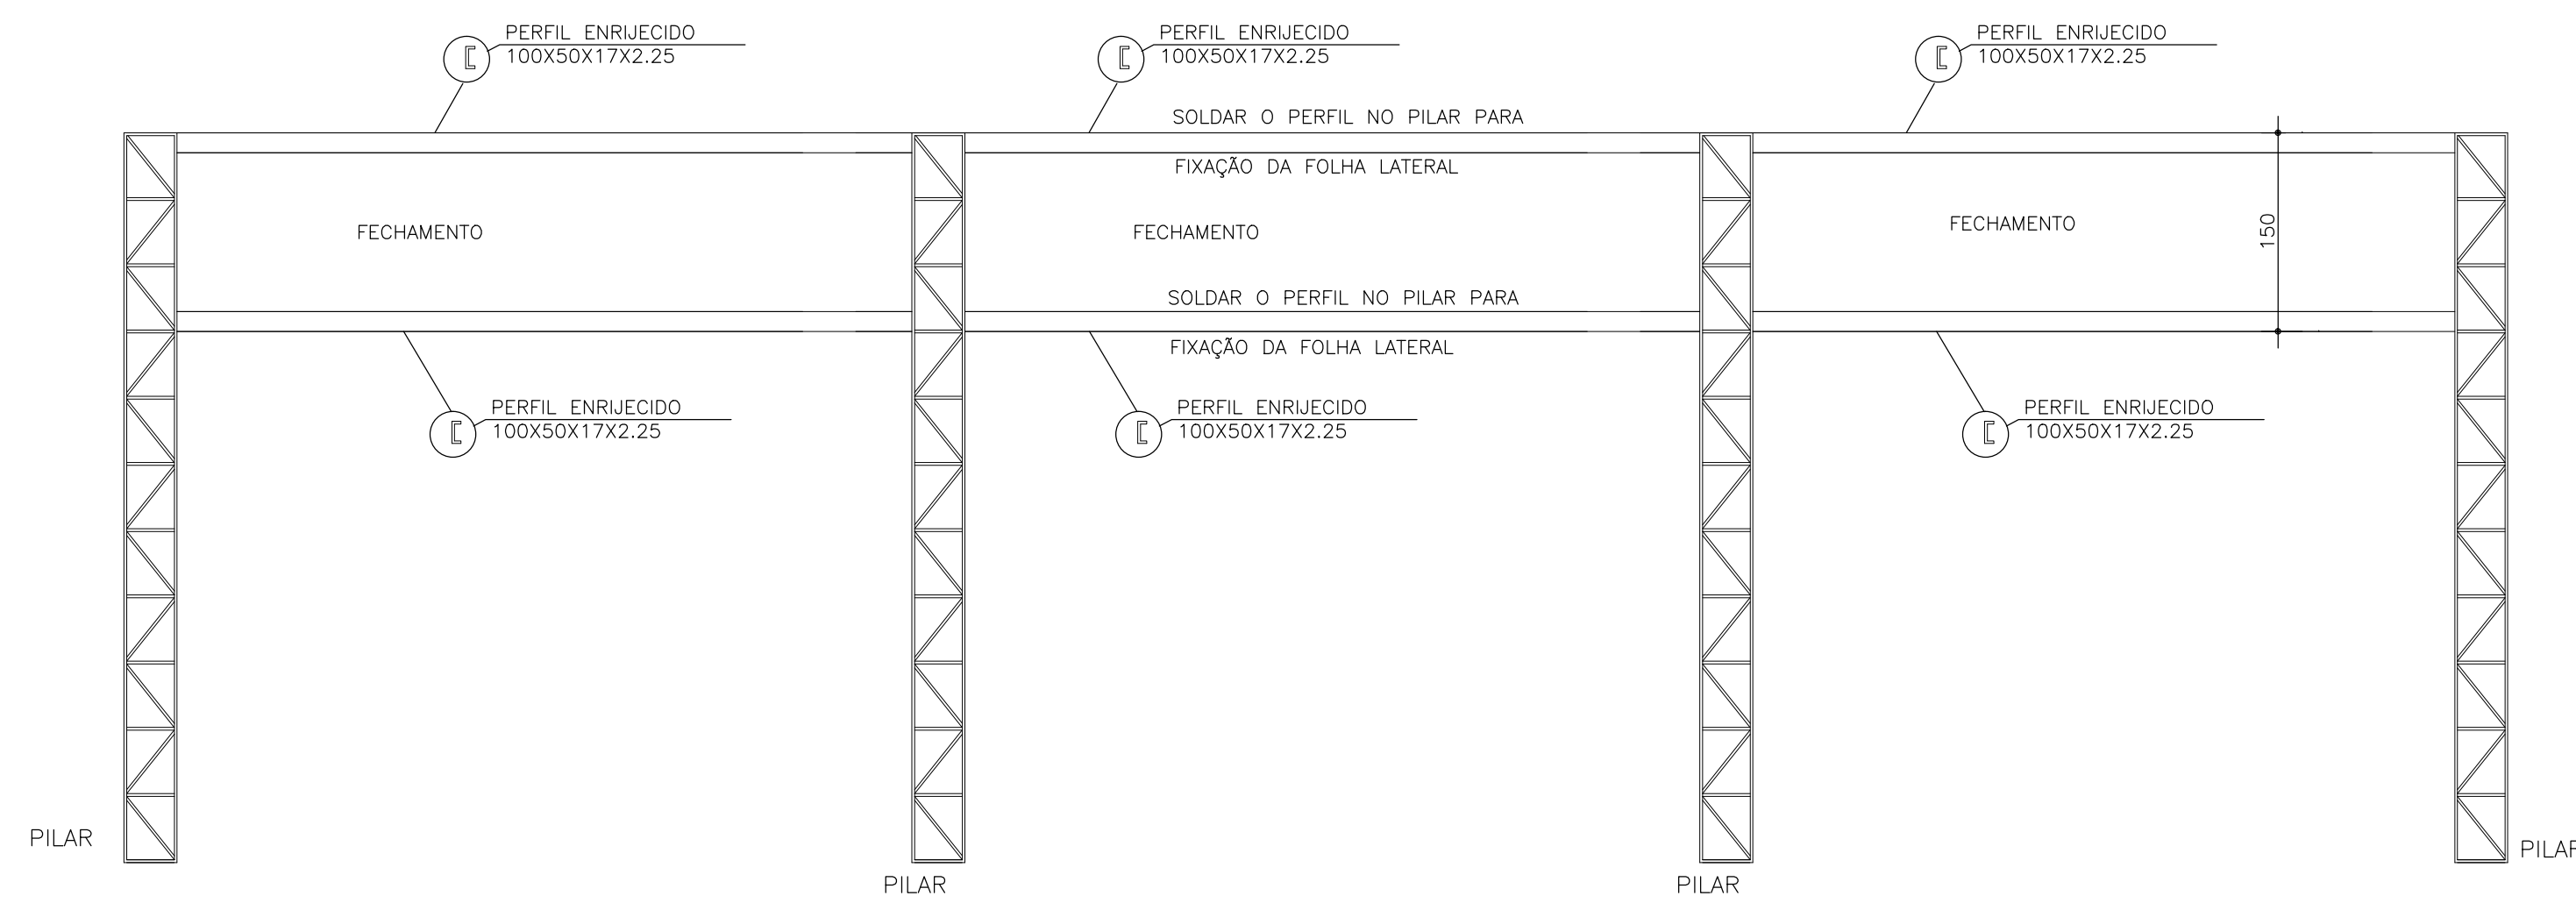 PERFIL ENRIJECIDO
100X50X17X2.25
PERFIL ENRIJECIDO
100X50X17X2.25
PERFIL ENRIJECIDO
100X50X17X2.25
SOLDAR O PERFIL NO PILAR PARA
FIXAÇÃO DA FOLHA LATERAL
FECHAMENTO
FECHAMENTO
FECHAMENTO
150
SOLDAR O PERFIL NO PILAR PARA
FIXAÇÃO DA FOLHA LATERAL
PERFIL ENRIJECIDO
100X50X17X2.25
PERFIL ENRIJECIDO
100X50X17X2.25
PERFIL ENRIJECIDO
100X50X17X2.25
PILAR
PILAR
PILAR
PILAR